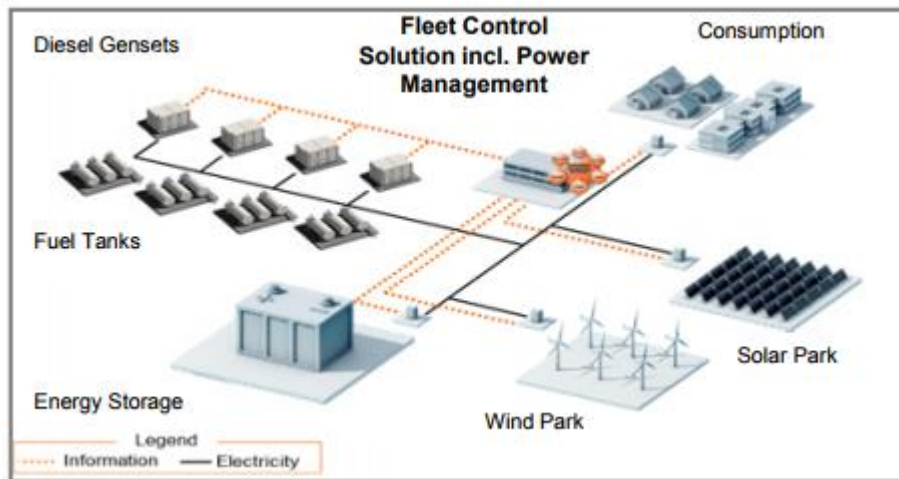 Diesel Gensets
Fleet Control
Solution incl. Power
Management
Consumption
Fuel Tanks
Solar Park
Energy Storage
Wind Park
Legend
Information
Electricity